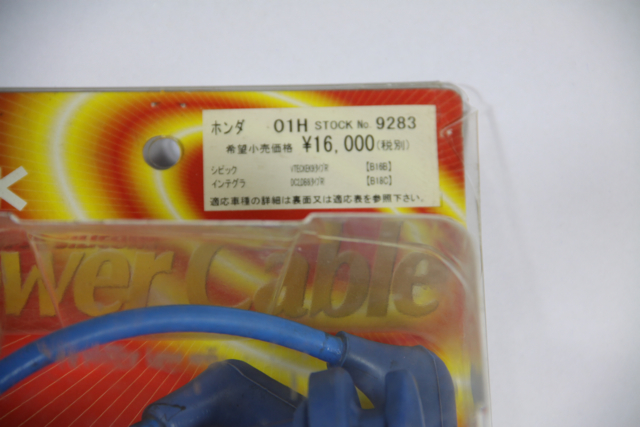 ホンダ 01H STOCK No. 9283
希望小売価格 ¥16,000(税別)
シビック 【B16B】
インテグラ 【B18C】
適応車種の詳細は裏面又は適応表を参照下さい。
ower Cable